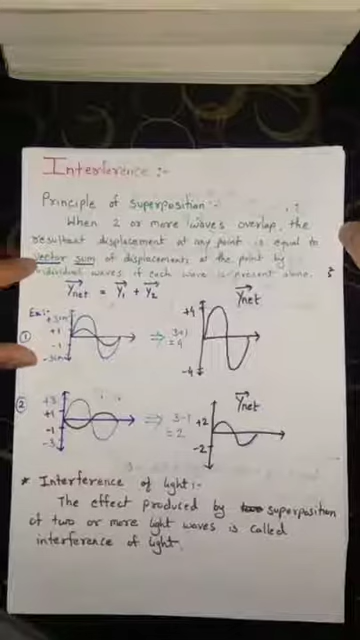 Interference :-
Principle of superposition :-
When 2 or more waves overlap, the
resultant displacement at any point is equal to
vector sum of displacements at the point by
individual waves if each wave is present alone.
Ynet = Y1 + Y2
Ynet
Ex:-
①
+3
+1
-1
-3
⇒ 3+1
= 4
+4
-4
②
+3
+1
-1
-3
⇒ 3-1
= 2
Ynet
+2
-2
* Interference of light :-
The effect produced by superposition
of two or more light waves is called
interference of light.